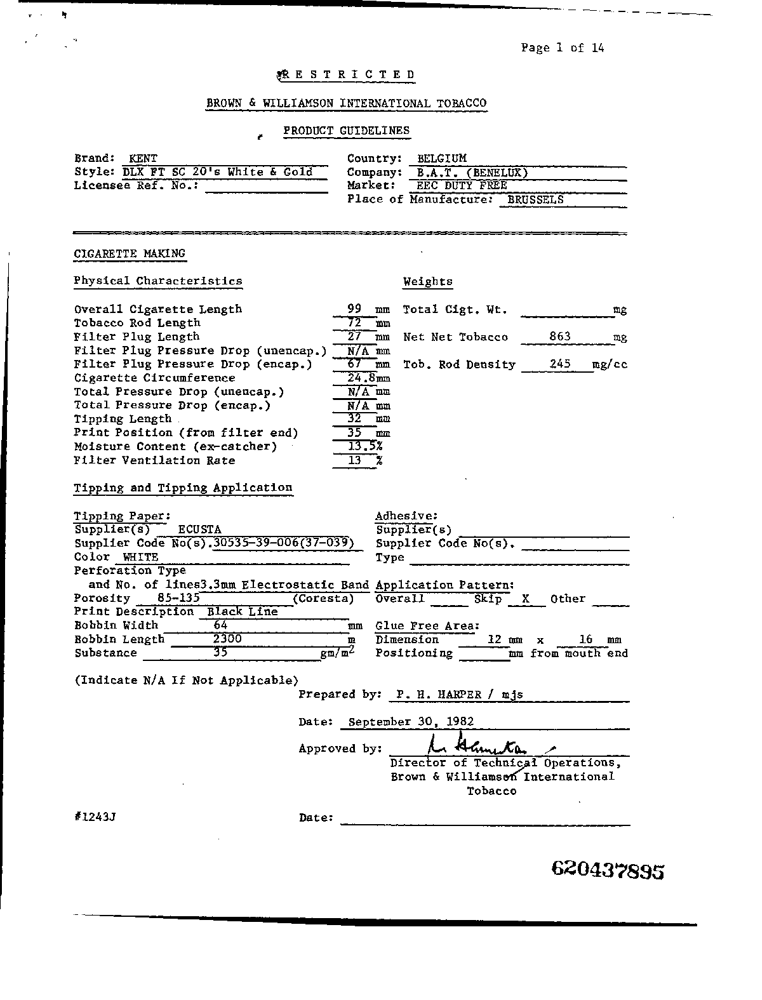 Page 1 of 14
RESTRICTED
BROWN & WILLIAMSON INTERNATIONAL TOBACCO
PRODUCT GUIDELINES
Brand: KENT Country: BELGIUM
Style: DLX FT SC 20's White & Gold Company: B.A.T. (BENELUX)
Licensee Ref. No.: Market: EEC DUTY FREE
Place of Manufacture: BRUSSELS
CIGARETTE MAKING
Physical Characteristics Weights
Overall Cigarette Length 99 mm Total Cigt. Wt. mg
Tobacco Rod Length 72 mm
Filter Plug Length 27 mm Net Net Tobacco 863 mg
Filter Plug Pressure Drop (unencap.) N/A mm
Filter Plug Pressure Drop (encap.) 67 mm Tob. Rod Density 245 mg/cc
Cigarette Circumference 24.8mm
Total Pressure Drop (unencap.) N/A mm
Total Pressure Drop (encap.) N/A mm
Tipping Length 32 mm
Print Position (from filter end) 35 mm
Moisture Content (ex-catcher) 13.5%
Filter Ventilation Rate 13 %
Tipping and Tipping Application
Tipping Paper: Adhesive:
Supplier(s) ECUSTA Supplier(s)
Supplier Code No(s).30535-39-006(37-039) Supplier Code No(s).
Color WHITE Type
Perforation Type
and No. of lines3.3mm Electrostatic Band Application Pattern:
Porosity 85-135 (Coresta) Overall Skip X Other
Print Description Black Line
Bobbin Width 64 mm Glue Free Area:
Bobbin Length 2300 m Dimension 12 mm x 16 mm
Substance 35 gm/m2 Positioning mm from mouth end
(Indicate N/A If Not Applicable)
Prepared by: P. H. HARPER / mjs
Date: September 30, 1982
Approved by:
Director of Technical Operations,
Brown & Williamson International
Tobacco
#1243J Date:
620437895